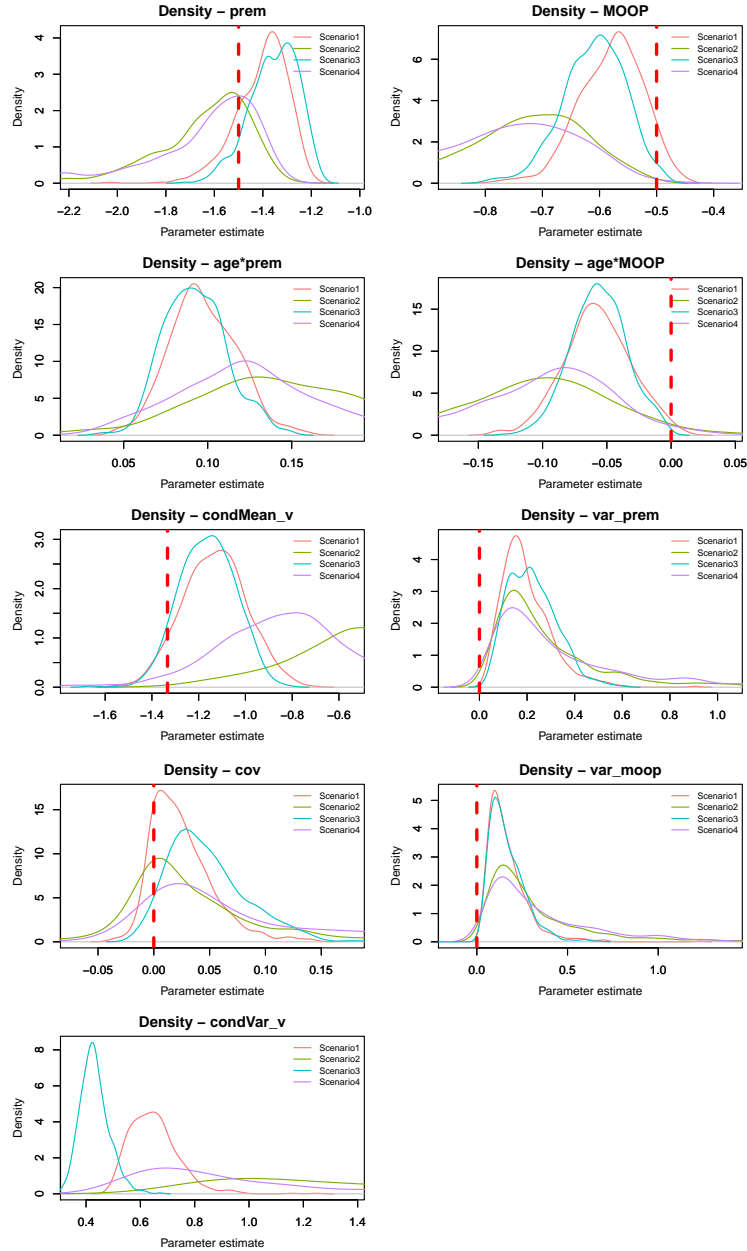 Density − prem
Density
0 1 2 3 4
−2.2 −2.0 −1.8 −1.6 −1.4 −1.2 −1.0
Parameter estimate
Scenario1
Scenario2
Scenario3
Scenario4
Density − MOOP
Density
0 2 4 6
−0.8 −0.7 −0.6 −0.5 −0.4
Parameter estimate
Scenario1
Scenario2
Scenario3
Scenario4
Density − age*prem
Density
0 5 10 15 20
0.05 0.10 0.15
Parameter estimate
Scenario1
Scenario2
Scenario3
Scenario4
Density − age*MOOP
Density
0 5 10 15
−0.15 −0.10 −0.05 0.00 0.05
Parameter estimate
Scenario1
Scenario2
Scenario3
Scenario4
Density − condMean_v
Density
0.0 1.0 2.0 3.0
−1.6 −1.4 −1.2 −1.0 −0.8 −0.6
Parameter estimate
Scenario1
Scenario2
Scenario3
Scenario4
Density − var_prem
Density
0 1 2 3 4
0.0 0.2 0.4 0.6 0.8 1.0
Parameter estimate
Scenario1
Scenario2
Scenario3
Scenario4
Density − cov
Density
0 5 10 15
−0.05 0.00 0.05 0.10 0.15
Parameter estimate
Scenario1
Scenario2
Scenario3
Scenario4
Density − var_moop
Density
0 1 2 3 4 5
0.0 0.5 1.0
Parameter estimate
Scenario1
Scenario2
Scenario3
Scenario4
Density − condVar_v
Density
0 2 4 6 8
0.4 0.6 0.8 1.0 1.2 1.4
Parameter estimate
Scenario1
Scenario2
Scenario3
Scenario4